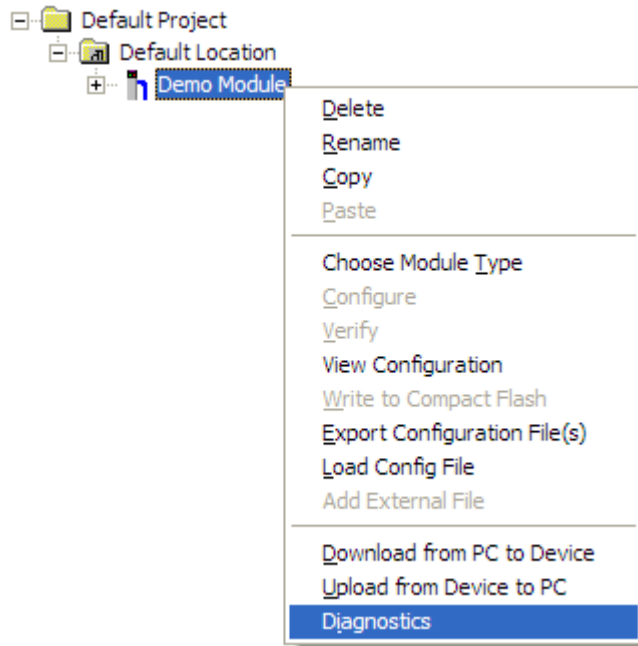 Default Project
Default Location
Demo Module
Delete
Rename
Copy
Paste
Choose Module Type
Configure
Verify
View Configuration
Write to Compact Flash
Export Configuration File(s)
Load Config File
Add External File
Download from PC to Device
Upload from Device to PC
Diagnostics